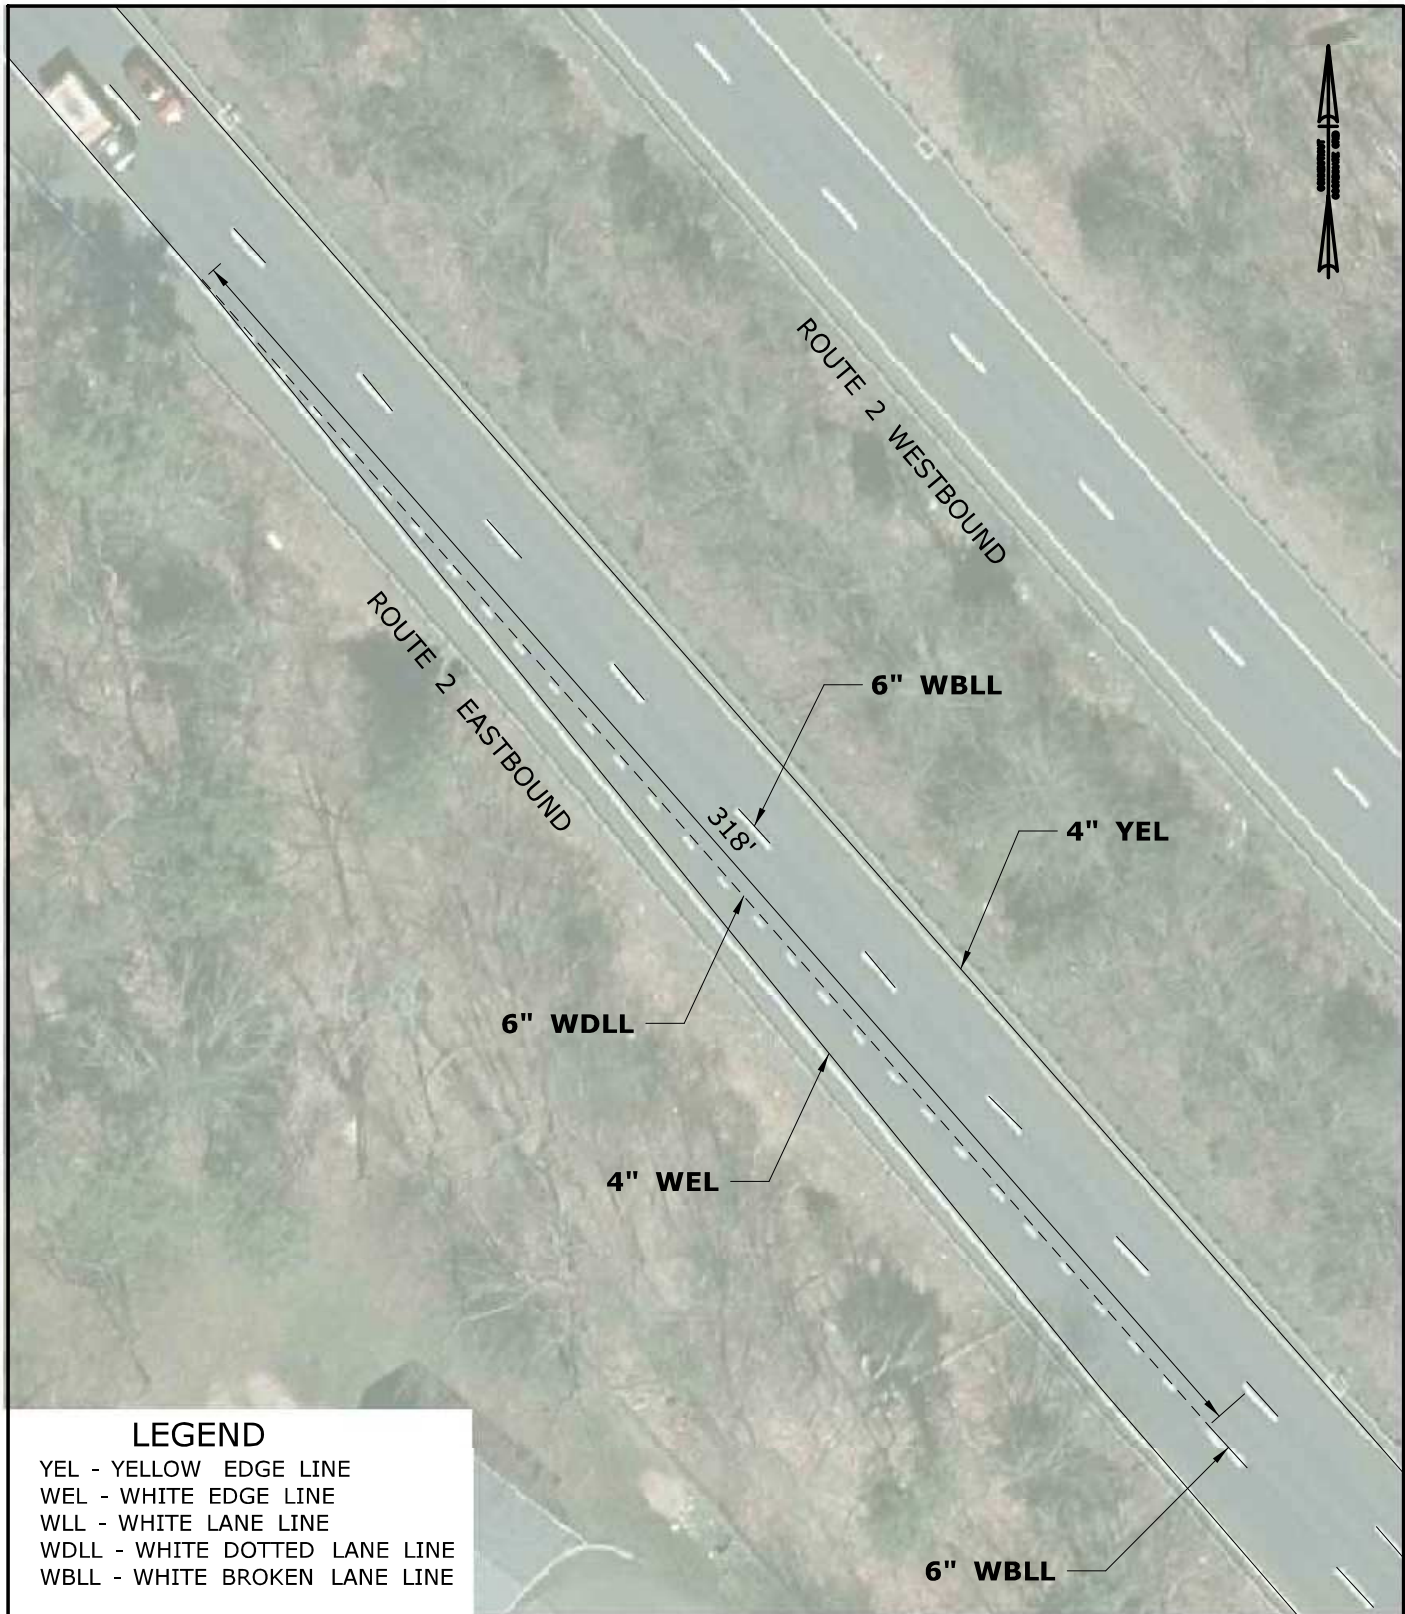 ROUTE 2 WESTBOUND
ROUTE 2 EASTBOUND
6" WBLL
318'
4" YEL
6" WDLL
4" WEL
6" WBLL
LEGEND
YEL - YELLOW EDGE LINE
WEL - WHITE EDGE LINE
WLL - WHITE LANE LINE
WDLL - WHITE DOTTED LANE LINE
WBLL - WHITE BROKEN LANE LINE